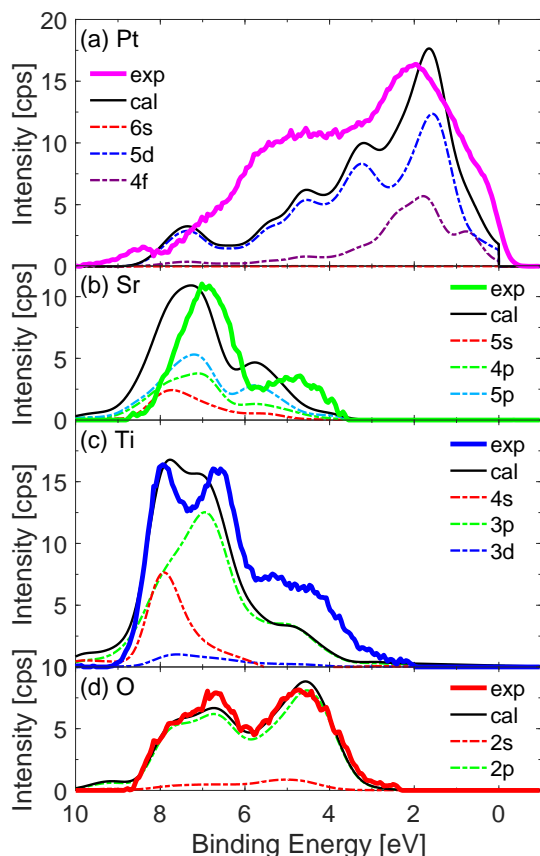 (a) Pt
exp
cal
6s
5d
4f
Intensity [cps]
20
15
10
5
0
(b) Sr
exp
cal
5s
4p
5p
Intensity [cps]
10
5
0
(c) Ti
exp
cal
4s
3p
3d
Intensity [cps]
15
10
5
0
(d) O
exp
cal
2s
2p
Intensity [cps]
10
5
0
10 8 6 4 2 0
Binding Energy [eV]